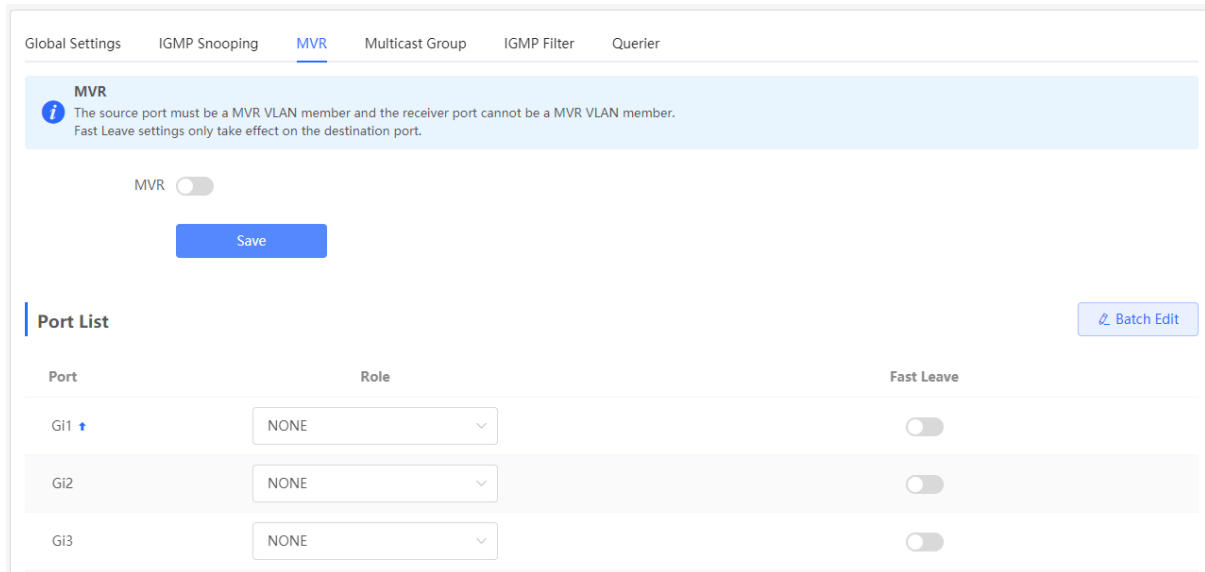 Global Settings IGMP Snooping MVR Multicast Group IGMP Filter Querier
MVR
The source port must be a MVR VLAN member and the receiver port cannot be a MVR VLAN member.
Fast Leave settings only take effect on the destination port.
MVR
Save
Port List
Batch Edit
Port Role Fast Leave
Gi1 NONE
Gi2 NONE
Gi3 NONE